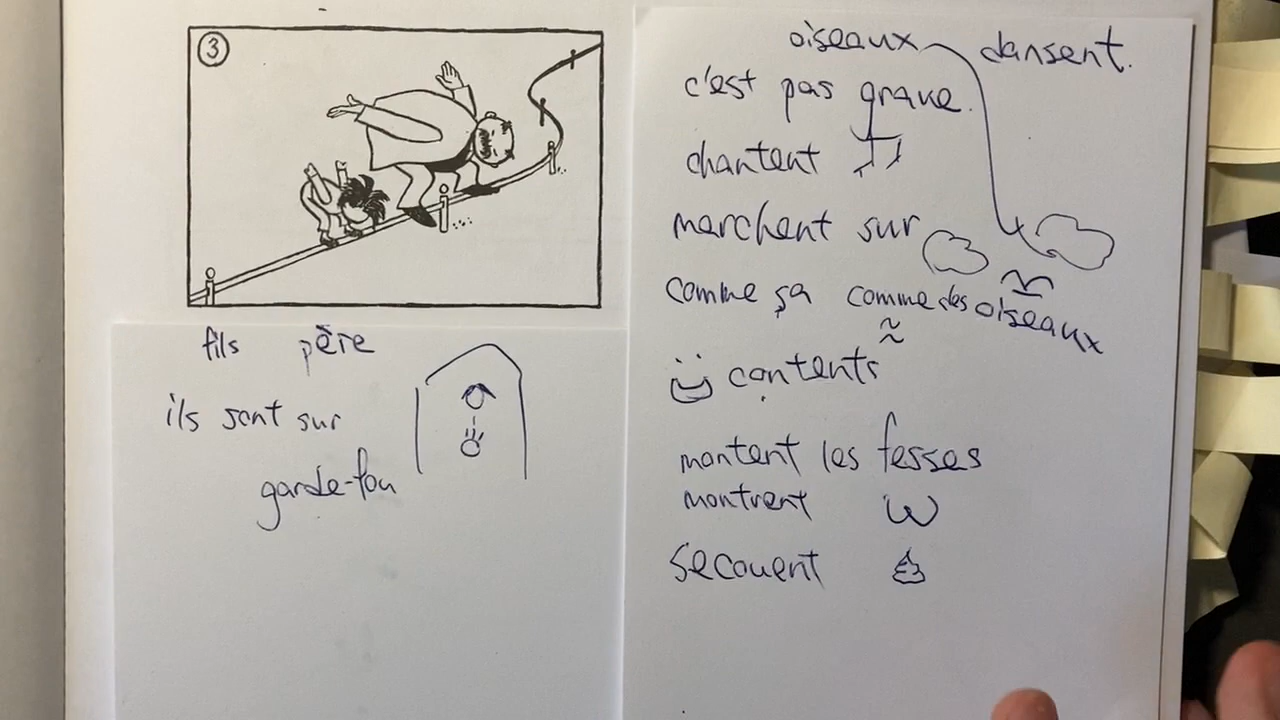 3
fils père
ils sont sur
garde-fou
oiseaux dansent.
c'est pas grave.
chantent
marchent sur
comme ça comme des oiseaux
contents
montent les fesses
montrent
secouent